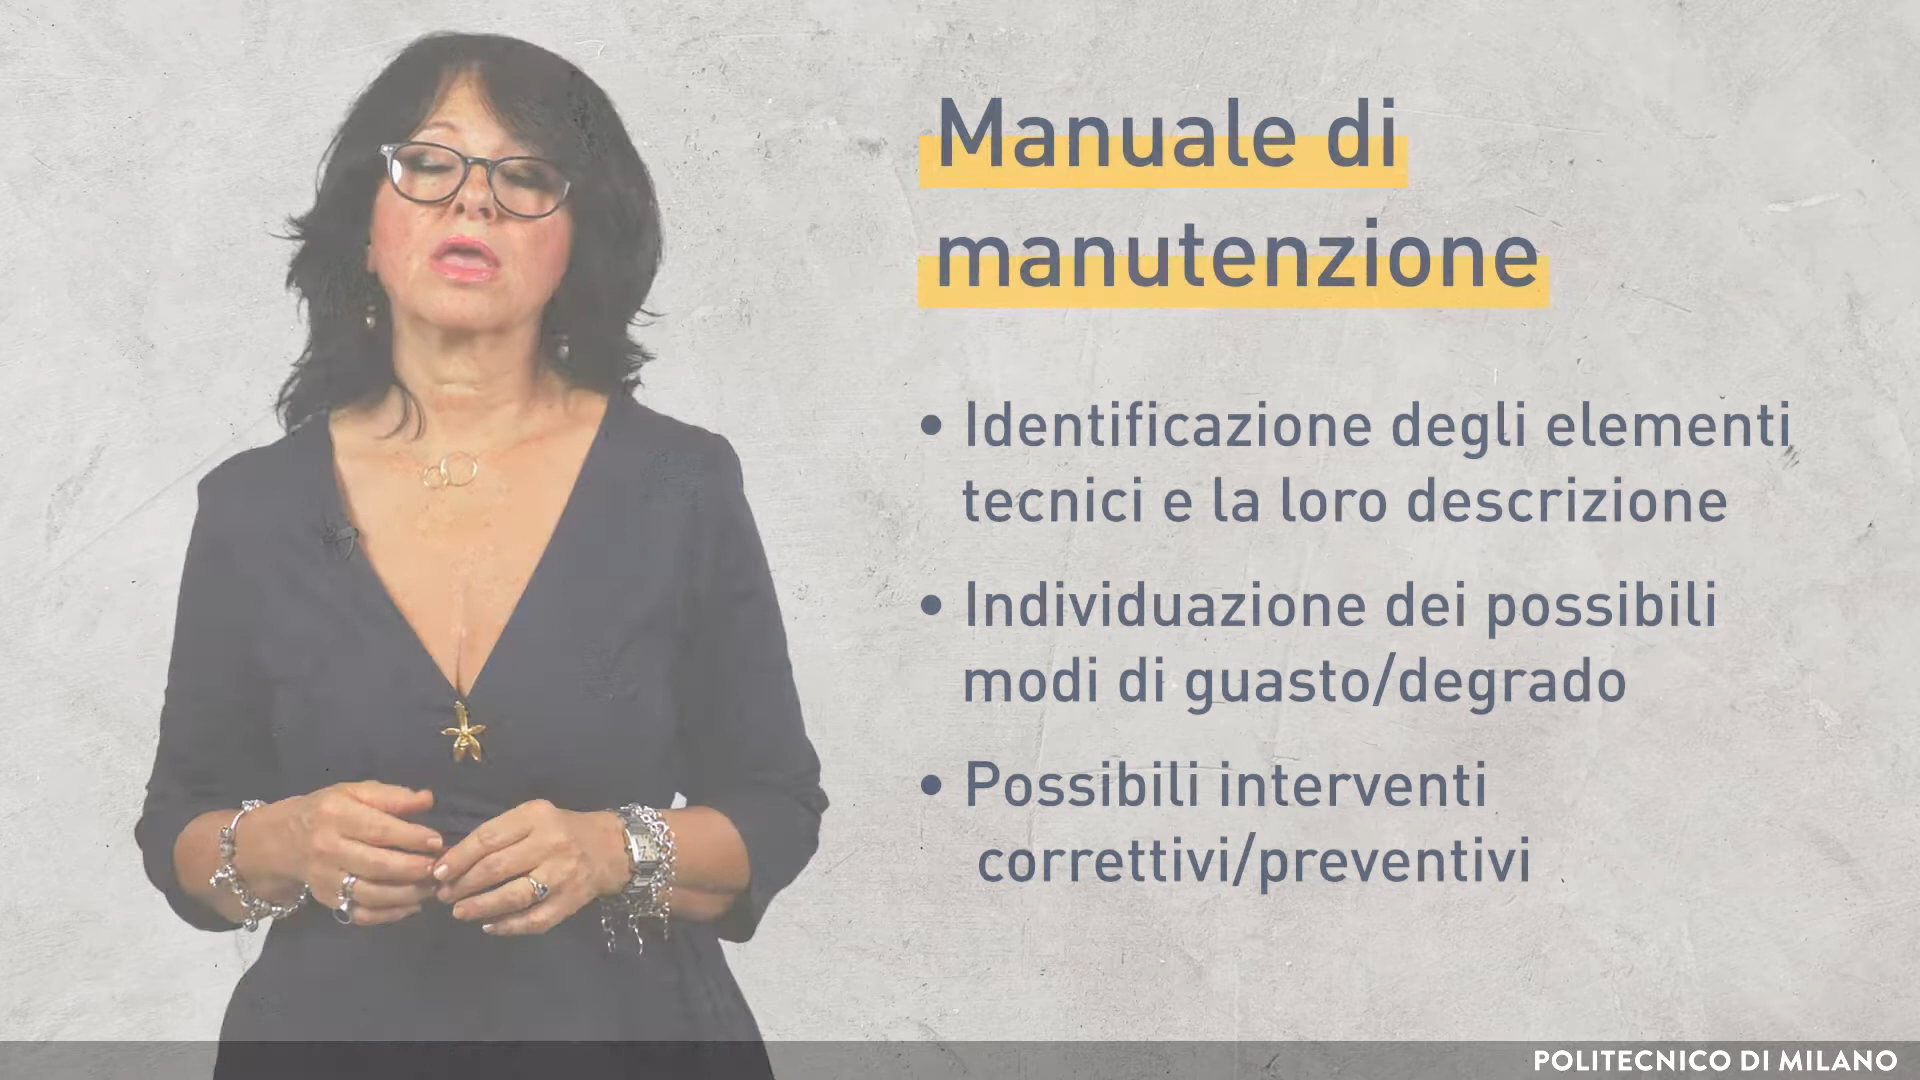 Manuale di
manutenzione
• Identificazione degli elementi
tecnici e la loro descrizione
• Individuazione dei possibili
modi di guasto/degrado
• Possibili interventi
correttivi/preventivi
POLITECNICO DI MILANO